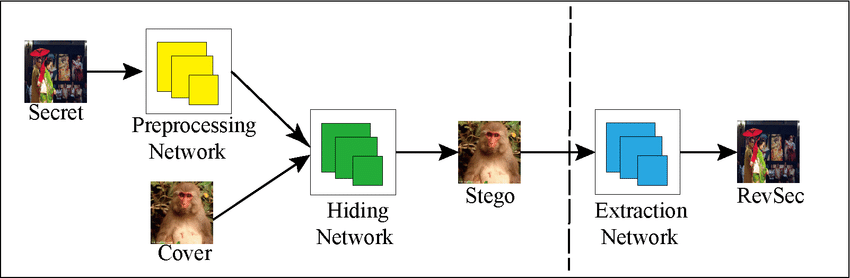 Secret
Preprocessing
Network
Cover
Hiding
Network
Stego
Extraction
Network
RevSec